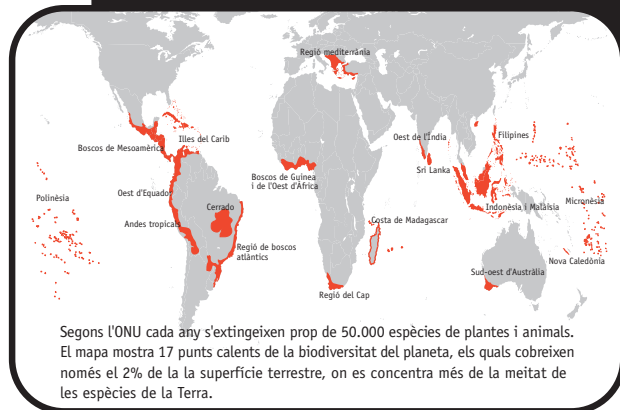 Regió mediterrània
Illes del Carib
Boscos de Mesoamèrica
Oest de l'Índia
Filipines
Sri Lanka
Boscos de Guinea
i de l'Oest d'Àfrica
Oest d'Equador
Polinèsia
Cerrado
Indonèsia i Malàisia
Micronèsia
Andes tropicals
Costa de Madagascar
Regió de boscos
atlàntics
Nova Caledònia
Sud-oest d'Austràlia
Regió del Cap
Segons l'ONU cada any s'extingeixen prop de 50.000 espècies de plantes i animals.
El mapa mostra 17 punts calents de la biodiversitat del planeta, els quals cobreixen
només el 2% de la la superfície terrestre, on es concentra més de la meitat de
les espècies de la Terra.